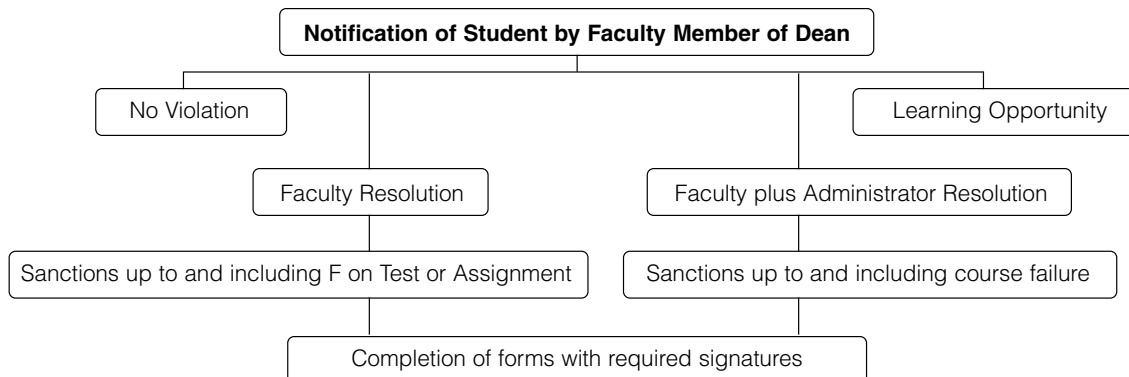 Notification of Student by Faculty Member of Dean
No Violation
Learning Opportunity
Faculty Resolution
Faculty plus Administrator Resolution
Sanctions up to and including F on Test or Assignment
Sanctions up to and including course failure
Completion of forms with required signatures